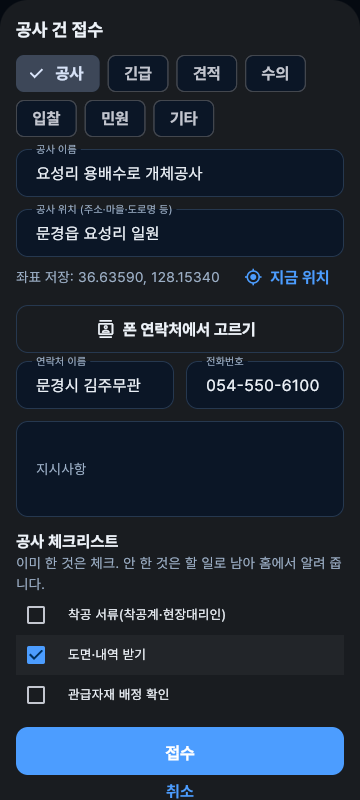 공사 건 접수
공사
긴급
견적
수의
입찰
민원
기타
공사 이름
요성리 용배수로 개체공사
공사 위치 (주소·마을·도로명 등)
문경읍 요성리 일원
좌표 저장: 36.63590, 128.15340
지금 위치
폰 연락처에서 고르기
연락처 이름
문경시 김주무관
전화번호
054-550-6100
지시사항
공사 체크리스트
이미 한 것은 체크. 안 한 것은 할 일로 남아 홈에서 알려 줍
니다.
착공 서류(착공계·현장대리인)
도면·내역 받기
관급자재 배정 확인
접수
취소